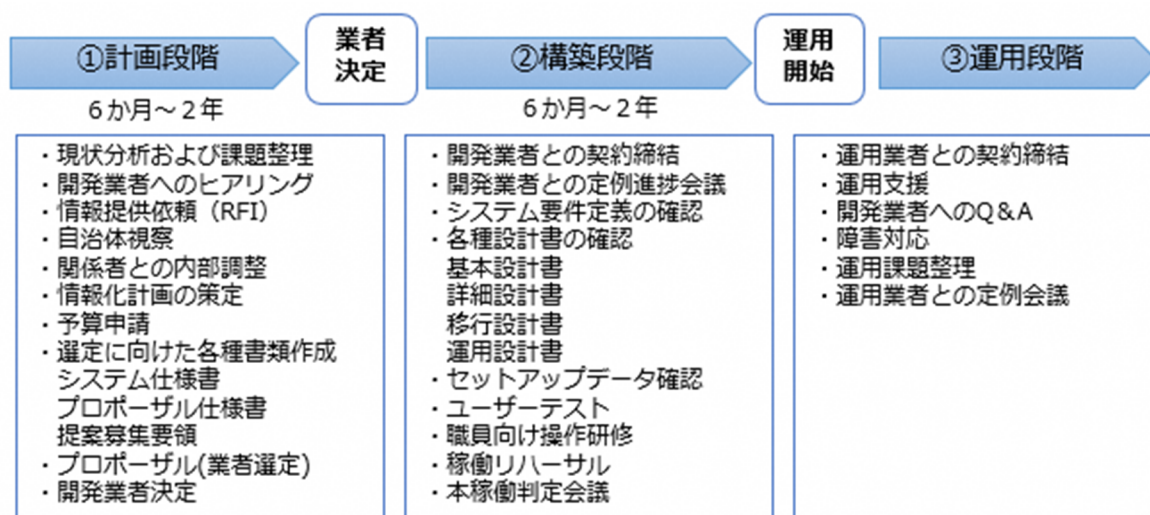 ①計画段階
業者
決定
②構築段階
運用
開始
③運用段階
6か月～2年
6か月～2年
・現状分析および課題整理
・開発業者へのヒアリング
・情報提供依頼（RFI）
・自治体視察
・関係者との内部調整
・情報化計画の策定
・予算申請
・選定に向けた各種書類作成
システム仕様書
プロポーザル仕様書
提案募集要領
・プロポーザル(業者選定)
・開発業者決定
・開発業者との契約締結
・開発業者との定例進捗会議
・システム要件定義の確認
・各種設計書の確認
基本設計書
詳細設計書
移行設計書
運用設計書
・セットアップデータ確認
・ユーザーテスト
・職員向け操作研修
・稼働リハーサル
・本稼働判定会議
・運用業者との契約締結
・運用支援
・開発業者へのQ＆A
・障害対応
・運用課題整理
・運用業者との定例会議